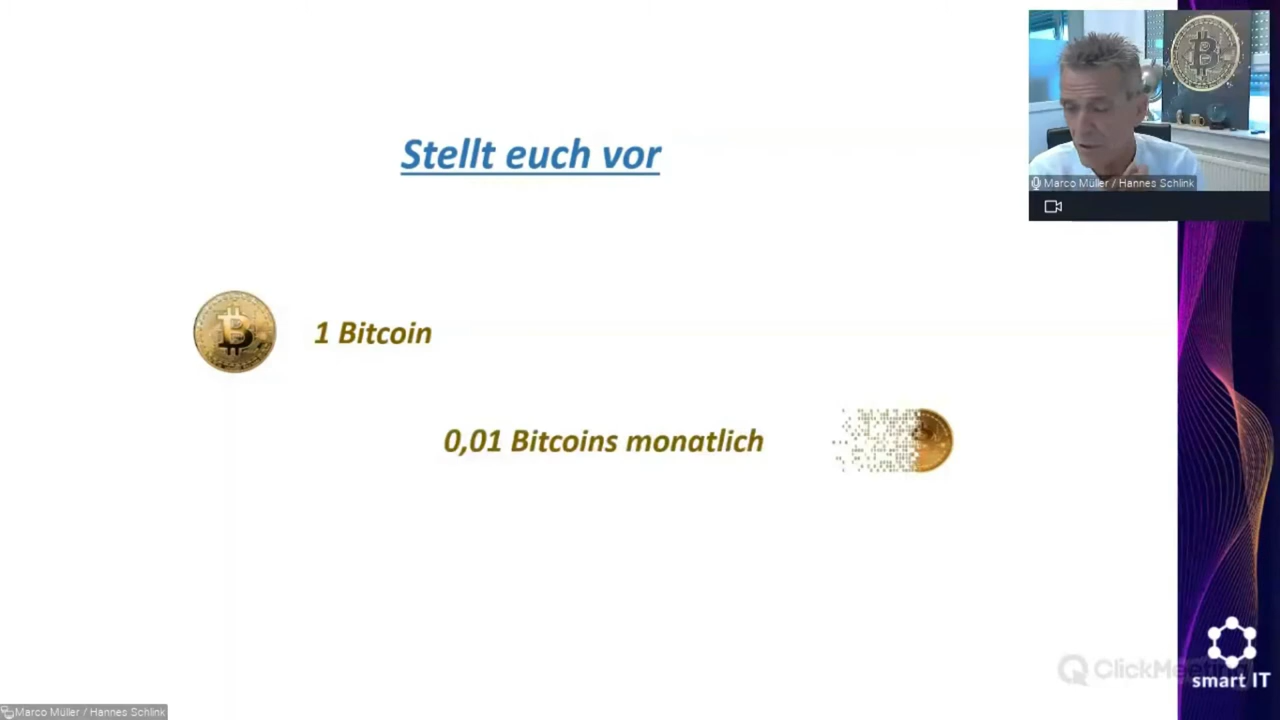 Stellt euch vor
1 Bitcoin
0,01 Bitcoins monatlich
Marco Müller / Hannes Schlink
ClickMeeting
smart IT
Marco Müller / Hannes Schlink